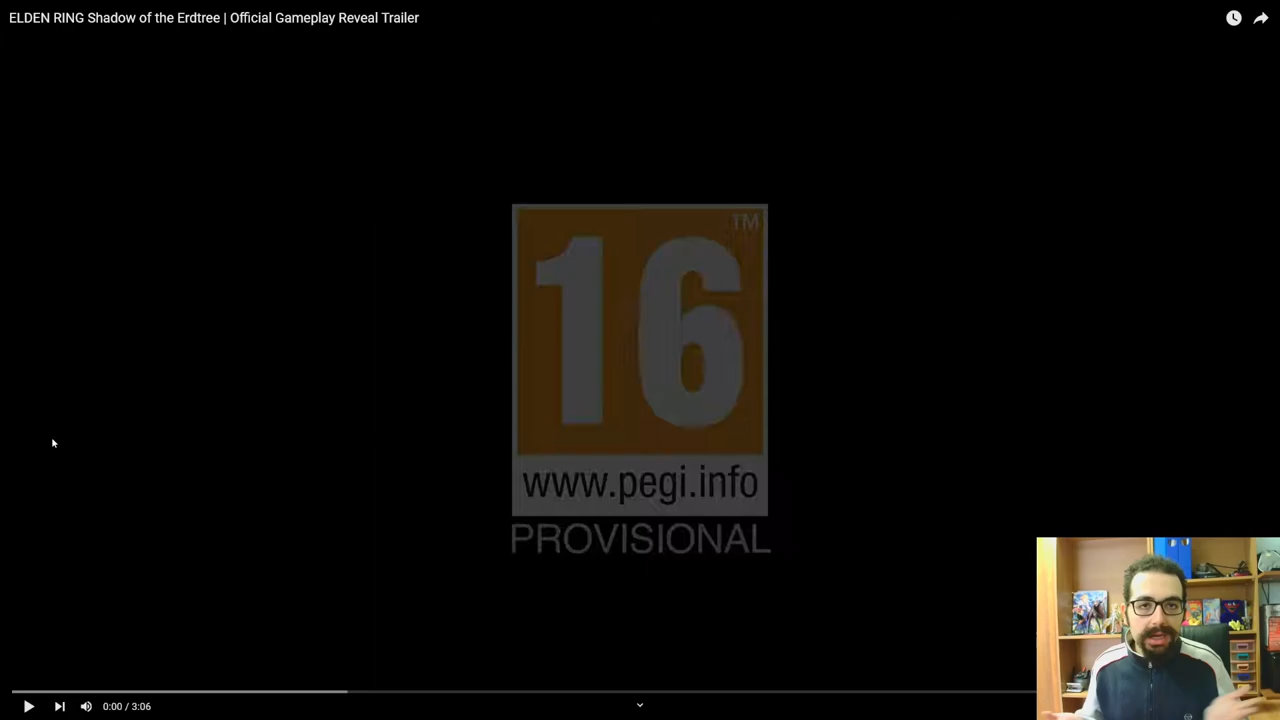 ELDEN RING Shadow of the Erdtree | Official Gameplay Reveal Trailer
16
TM
www.pegi.info
PROVISIONAL
0:00 / 3:06